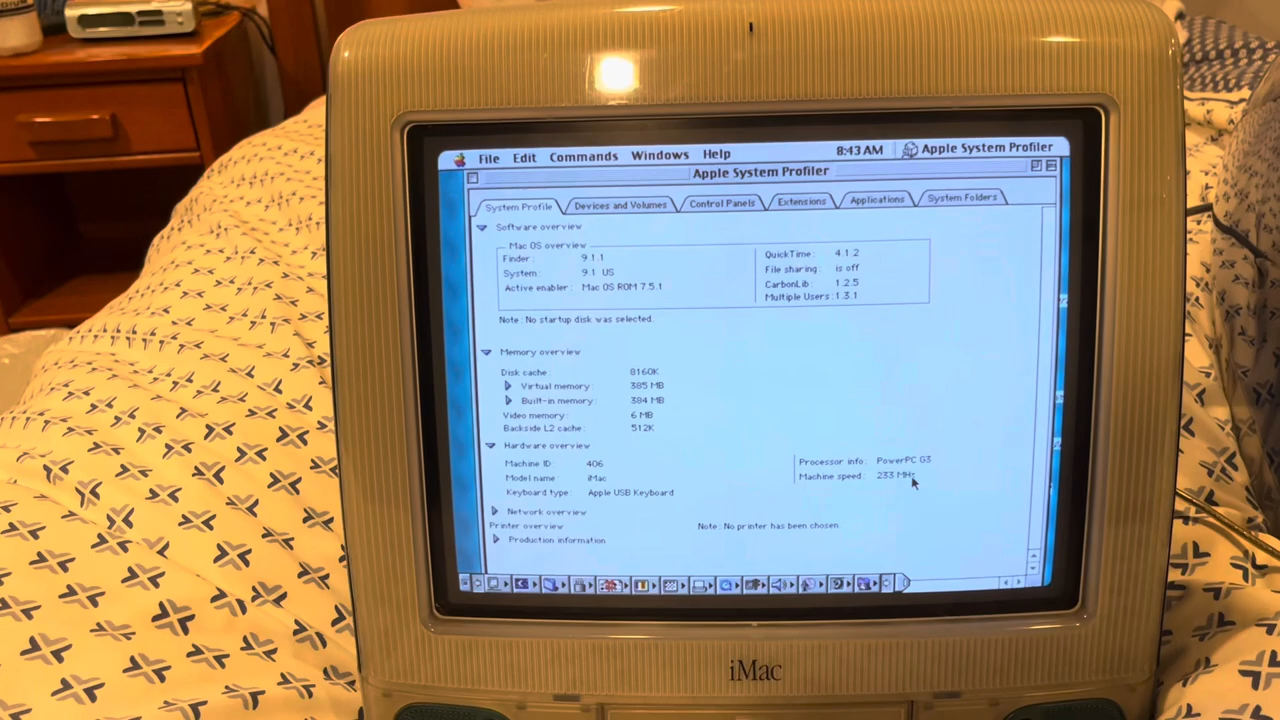 File Edit Commands Windows Help 8:43 AM Apple System Profiler
Apple System Profiler
System Profile Devices and Volumes Control Panels Extensions Applications System Folders
Software overview
Mac OS overview
Finder: 9.1.1
System: 9.1 US
Active enabler: Mac OS ROM 7.5.1
QuickTime: 4.1.2
File sharing: is off
CarbonLib: 1.2.5
Multiple Users: 1.3.1
Note: No startup disk was selected.
Memory overview
Disk cache: 8160K
Virtual memory: 385 MB
Built-in memory: 384 MB
Video memory: 6 MB
Backside L2 cache: 512K
Hardware overview
Machine ID: 406
Model name: iMac
Keyboard type: Apple USB Keyboard
Processor info: PowerPC G3
Machine speed: 233 MHz
Network overview
Printer overview Note: No printer has been chosen
Production information
iMac